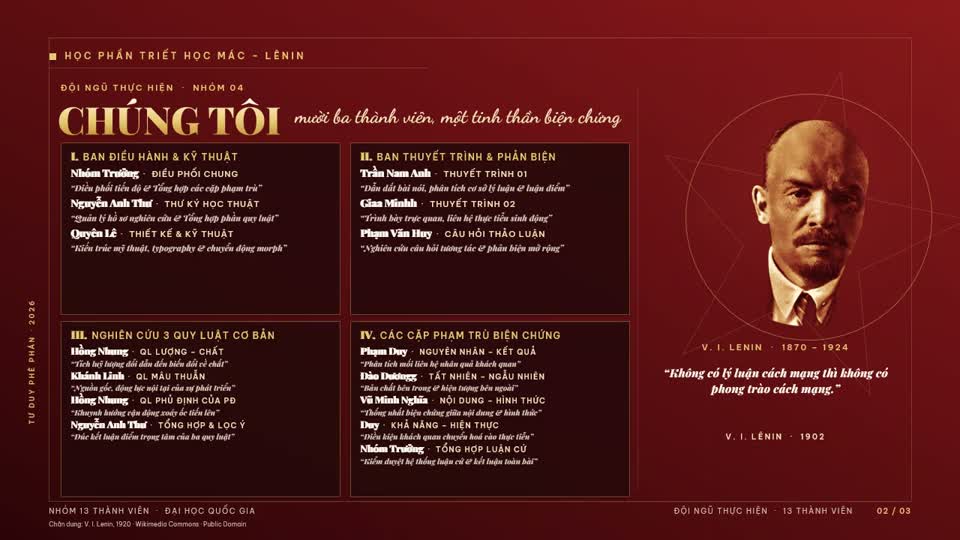 HỌC PHẦN TRIẾT HỌC MÁC – LÊNIN
ĐỘI NGŨ THỰC HIỆN · NHÓM 04
CHÚNG TÔI mười ba thành viên, một tinh thần biện chứng
I. BAN ĐIỀU HÀNH & KỸ THUẬT
Nhóm Trưởng · ĐIỀU PHỐI CHUNG
“Điều phối tiến độ & Tổng hợp các cặp phạm trù”
Nguyễn Anh Thư · THƯ KÝ HỌC THUẬT
“Quản lý hồ sơ nghiên cứu & Tổng hợp phần quy luật”
Quyên Lê · THIẾT KẾ & KỸ THUẬT
“Kiến trúc mỹ thuật, typography & chuyển động morph”
II. BAN THUYẾT TRÌNH & PHẢN BIỆN
Trần Nam Anh · THUYẾT TRÌNH 01
“Dẫn dắt bài nói, phân tích cơ sở lý luận & luận điểm”
Giaa Minhh · THUYẾT TRÌNH 02
“Trình bày trực quan, liên hệ thực tiễn sinh động”
Phạm Văn Huy · CÂU HỎI THẢO LUẬN
“Nghiên cứu câu hỏi tương tác & phản biện mở rộng”
III. NGHIÊN CỨU 3 QUY LUẬT CƠ BẢN
Hồng Nhung · QL LƯỢNG – CHẤT
“Tích luỹ lượng dẫn đến biến đổi về chất”
Khánh Linh · QL MÂU THUẪN
“Nguồn gốc, động lực nội tại của sự phát triển”
Hồng Nhung · QL PHỦ ĐỊNH CỦA PĐ
“Khuynh hướng vận động xoáy ốc tiến lên”
Nguyễn Anh Thư · TỔNG HỢP & LỌC Ý
“Đúc kết luận điểm trọng tâm của ba quy luật”
IV. CÁC CẶP PHẠM TRÙ BIỆN CHỨNG
Phạm Duy · NGUYÊN NHÂN – KẾT QUẢ
“Phân tích mối liên hệ nhân quả khách quan”
Đào Dươngg · TẤT NHIÊN – NGẪU NHIÊN
“Bản chất bên trong & hiện tượng bên ngoài”
Vũ Minh Nghĩa · NỘI DUNG – HÌNH THỨC
“Thống nhất biện chứng giữa nội dung & hình thức”
Duy · KHẢ NĂNG – HIỆN THỰC
“Điều kiện khách quan chuyển hoá vào thực tiễn”
Nhóm Trưởng · TỔNG HỢP LUẬN CỨ
“Kiểm duyệt hệ thống luận cứ & kết luận toàn bài”
V. I. LENIN · 1870 – 1924
“Không có lý luận cách mạng thì không có
phong trào cách mạng.”
V. I. LÊNIN · 1902
TƯ DUY PHÊ PHÁN · 2026
NHÓM 13 THÀNH VIÊN · ĐẠI HỌC QUỐC GIA
Chân dung: V. I. Lenin, 1920 · Wikimedia Commons · Public Domain
ĐỘI NGŨ THỰC HIỆN · 13 THÀNH VIÊN 02 / 03